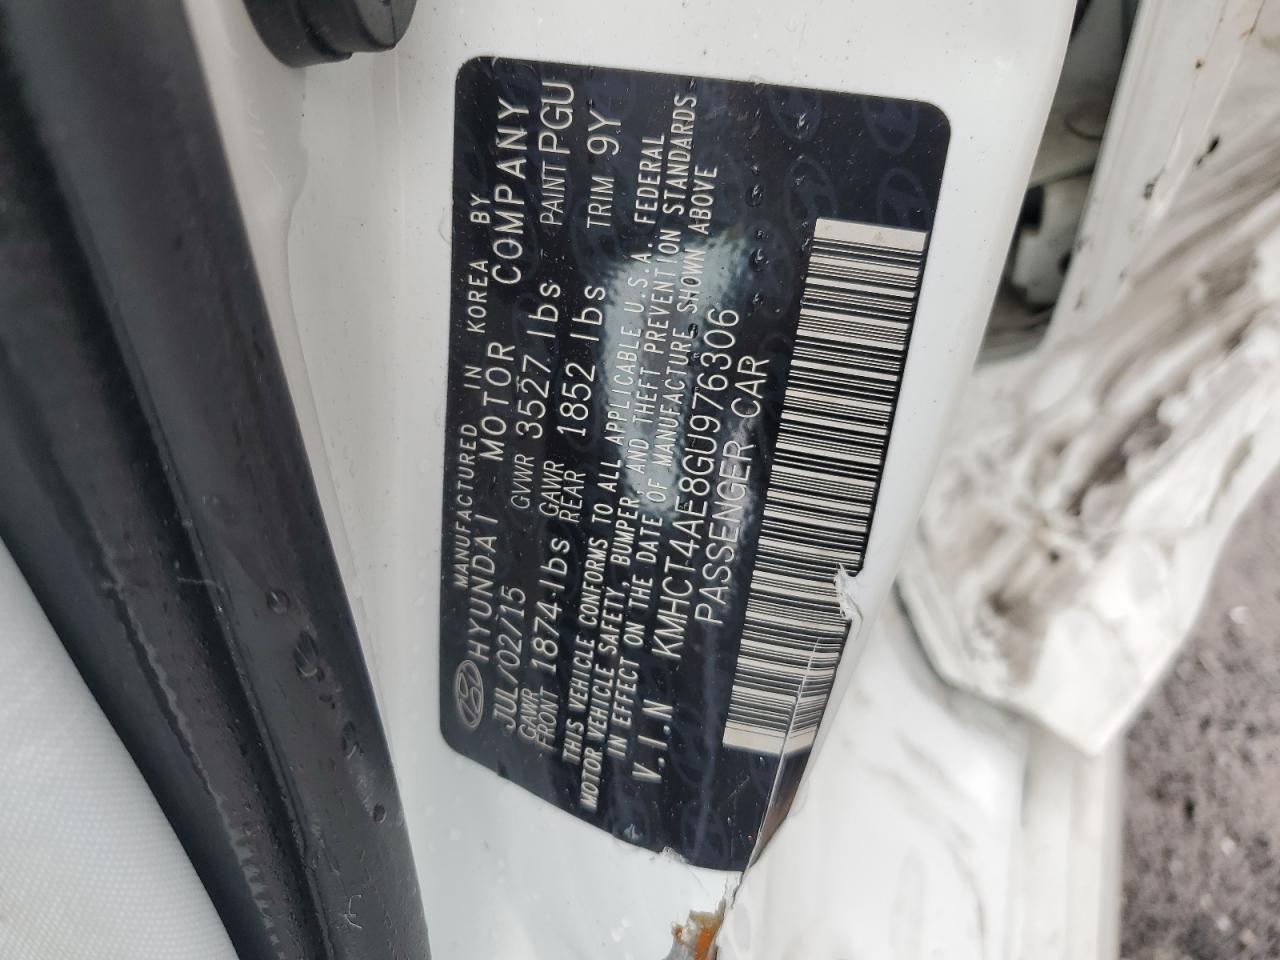 MANUFACTURED IN KOREA BY
HYUNDAI MOTOR COMPANY
JUL/02/15 GVWR 3527 lbs PAINT PGU
GAWR FRONT 1874 lbs GAWR REAR 1852 lbs TRIM 9Y
THIS VEHICLE CONFORMS TO ALL APPLICABLE U.S.A. FEDERAL
MOTOR VEHICLE SAFETY, BUMPER, AND THEFT PREVENTION STANDARDS
IN EFFECT ON THE DATE OF MANUFACTURE SHOWN ABOVE
V.I.N KMHCT4AE8GU976306
PASSENGER CAR